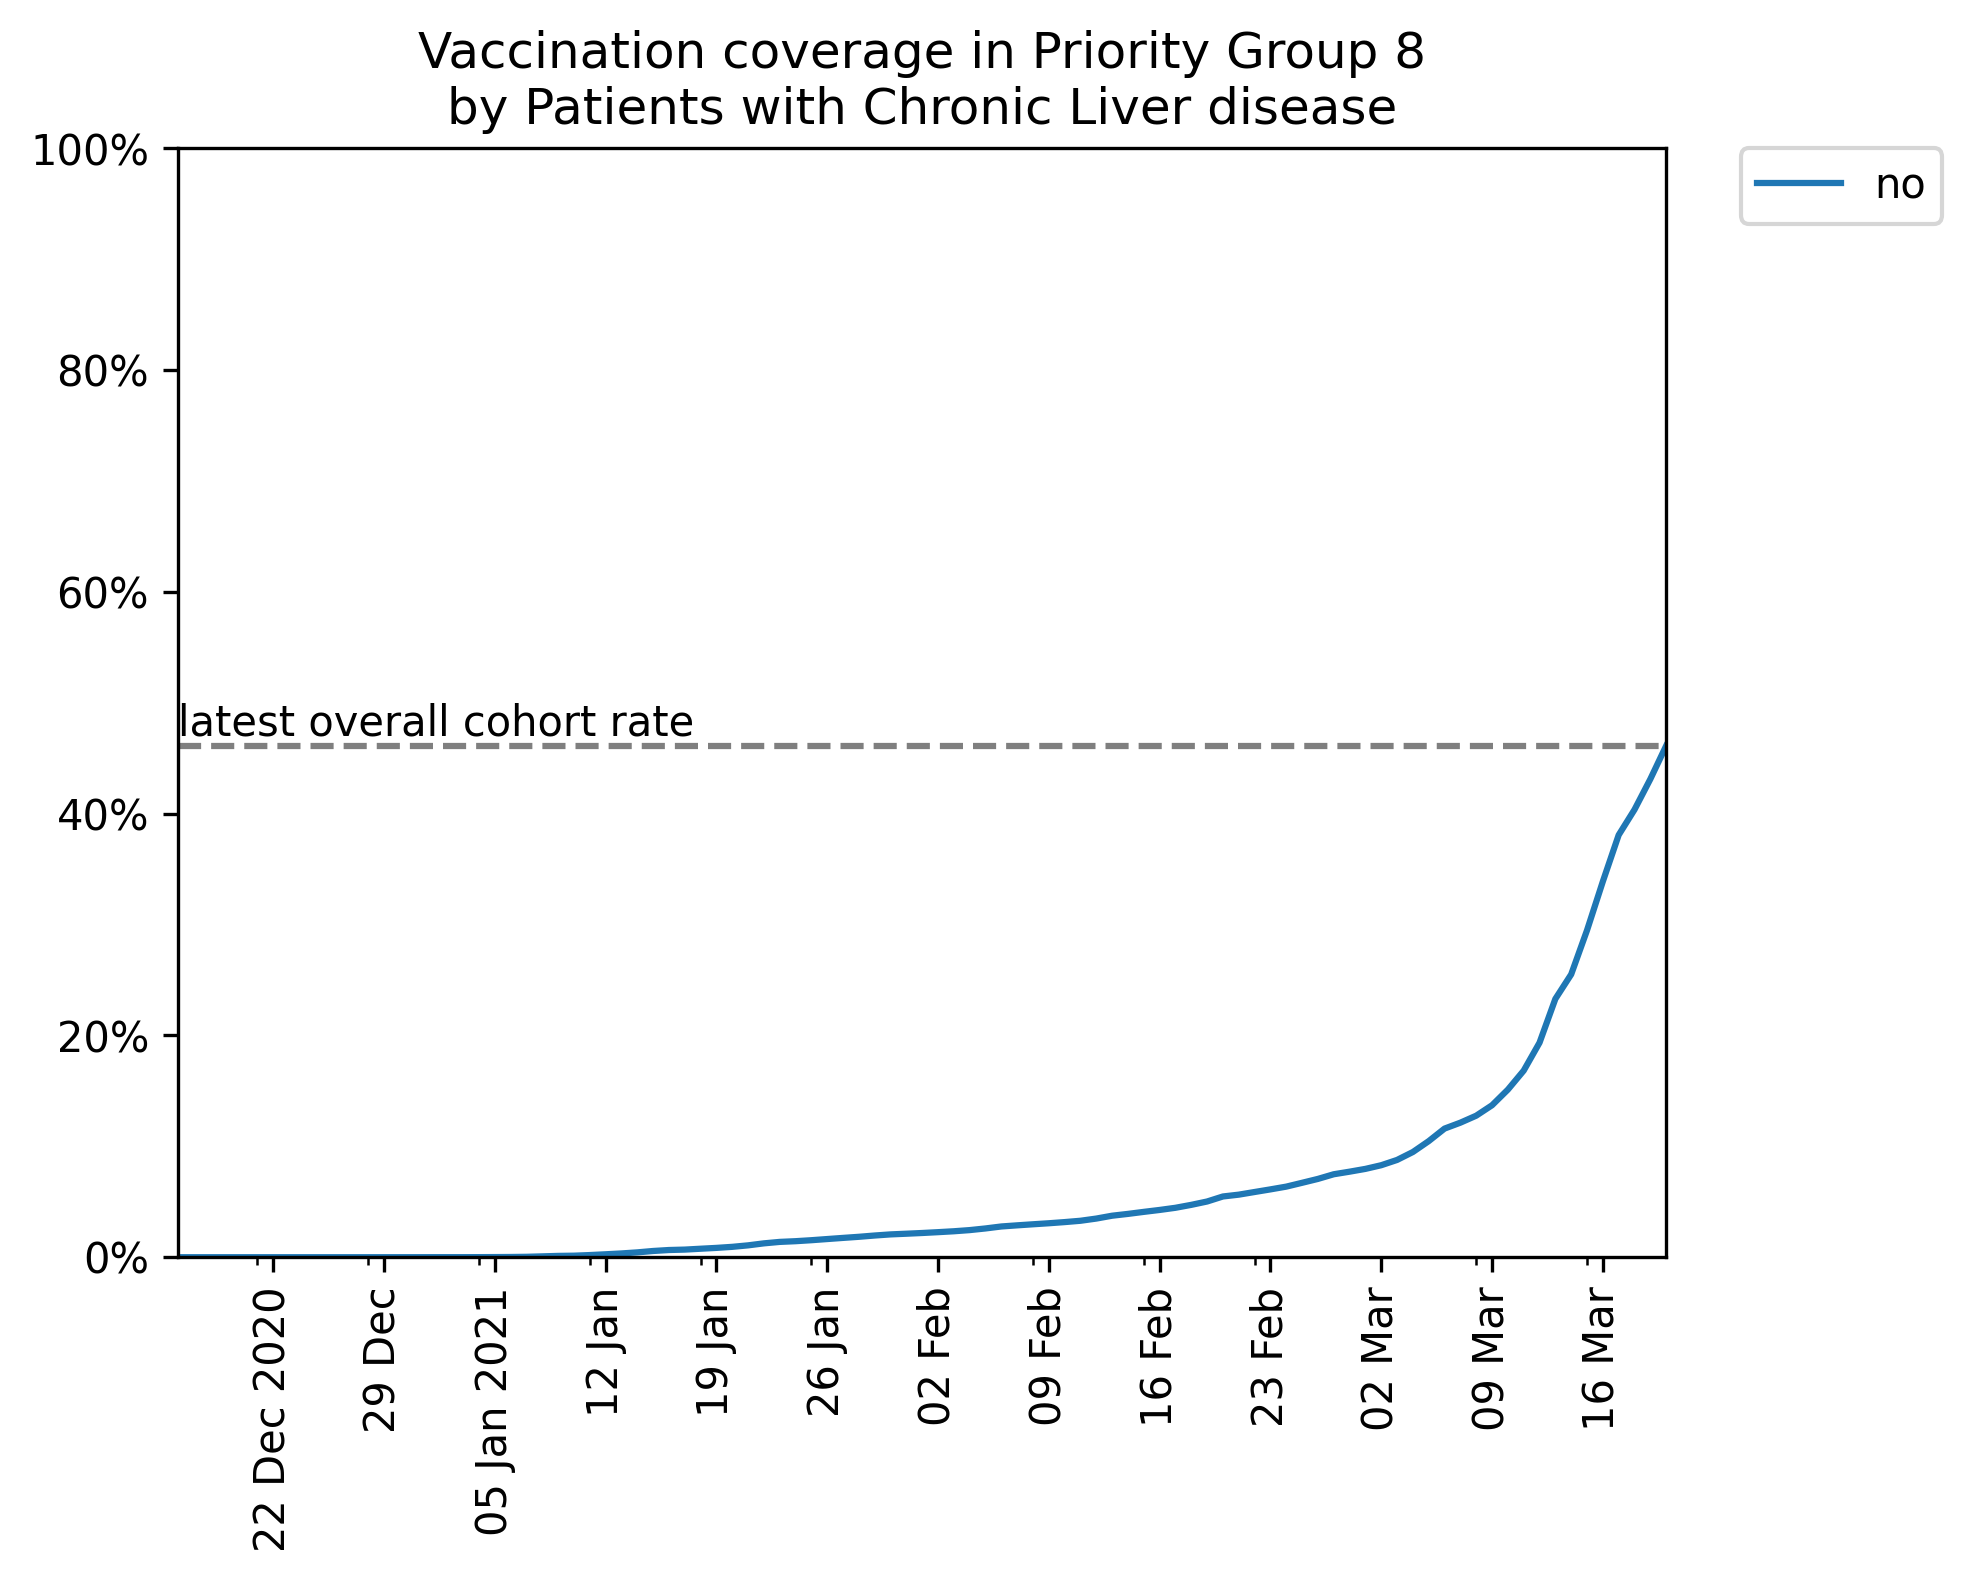 Vaccination coverage in Priority Group 8
by Patients with Chronic Liver disease
100%
80%
60%
40%
20%
0%
latest overall cohort rate
no
22 Dec 2020
29 Dec
05 Jan 2021
12 Jan
19 Jan
26 Jan
02 Feb
09 Feb
16 Feb
23 Feb
02 Mar
09 Mar
16 Mar